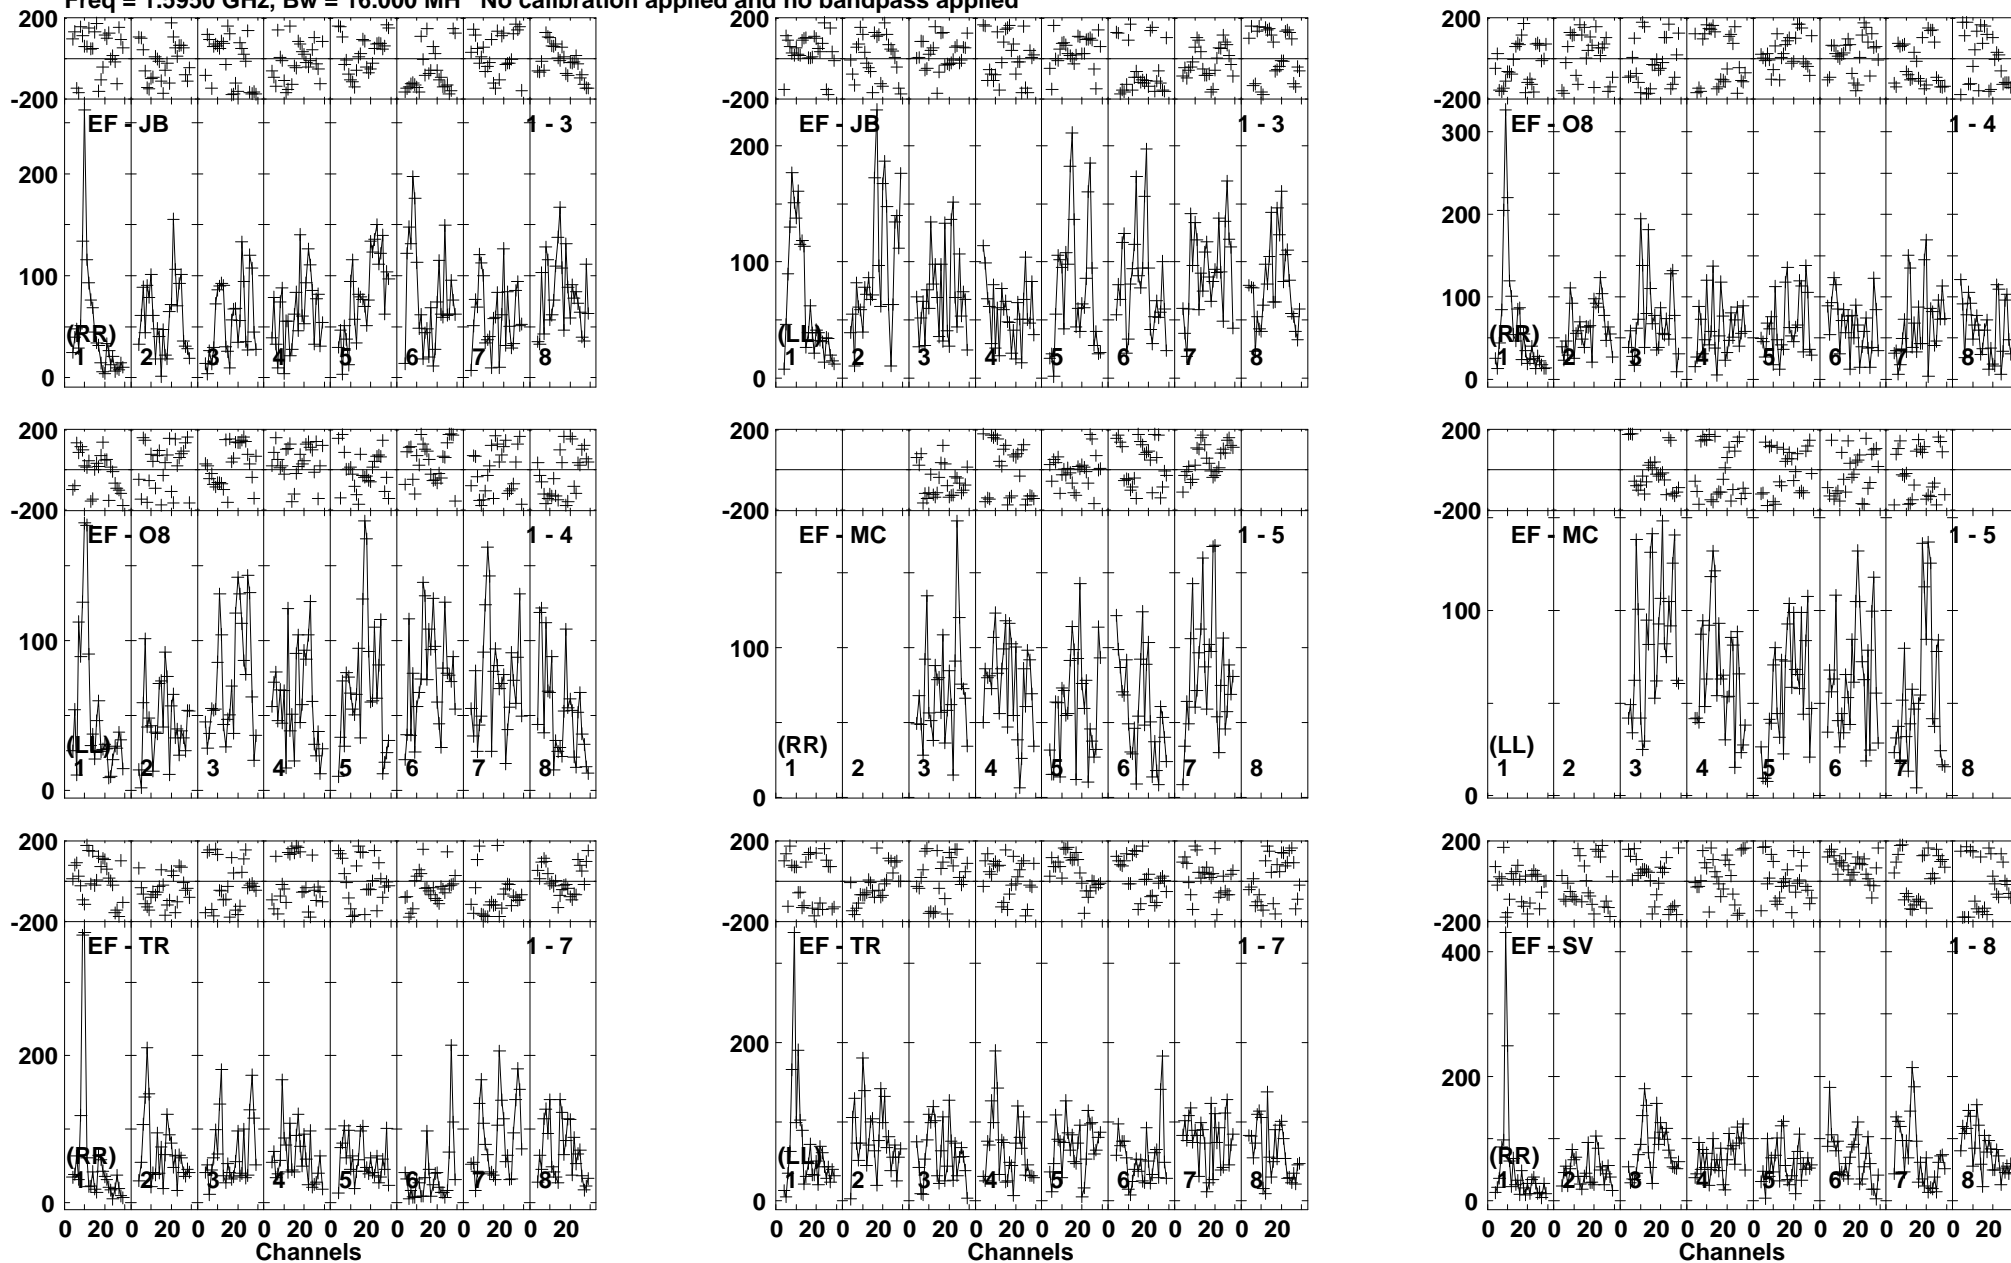 Freq = 1.5950 GHz, Bw = 16.000 MH No calibration applied and no bandpass applied
200 200 200
-200 -200 -200
EF - JB 1 - 3 EF - JB 1 - 3 EF - O8 1 - 4
300
200 200
200
100 100
100
(RR) (LL) (RR)
1 2 3 4 5 6 7 8 1 2 3 4 5 6 7 8 1 2 3 4 5 6 7 8
0 0 0
200 200 200
-200 -200 -200
EF - O8 1 - 4 EF - MC 1 - 5 EF - MC 1 - 5
100 100 100
(LL) (RR) (LL)
1 2 3 4 5 6 7 8 1 2 3 4 5 6 7 8 1 2 3 4 5 6 7 8
0 0 0
200 200 200
-200 -200 -200
EF - TR 1 - 7 EF - TR 1 - 7 EF - SV 1 - 8
400
200 200 200
(RR) (LL) (RR)
1 2 3 4 5 6 7 8 1 2 3 4 5 6 7 8 1 2 3 4 5 6 7 8
0 0 0
0 20 0 20 0 20 0 20 0 20 0 20 0 20 0 20 0 20 0 20 0 20 0 20 0 20 0 20 0 20 0 20 0 20 0 20 0 20 0 20 0 20 0 20 0 20 0 20
Channels Channels Channels